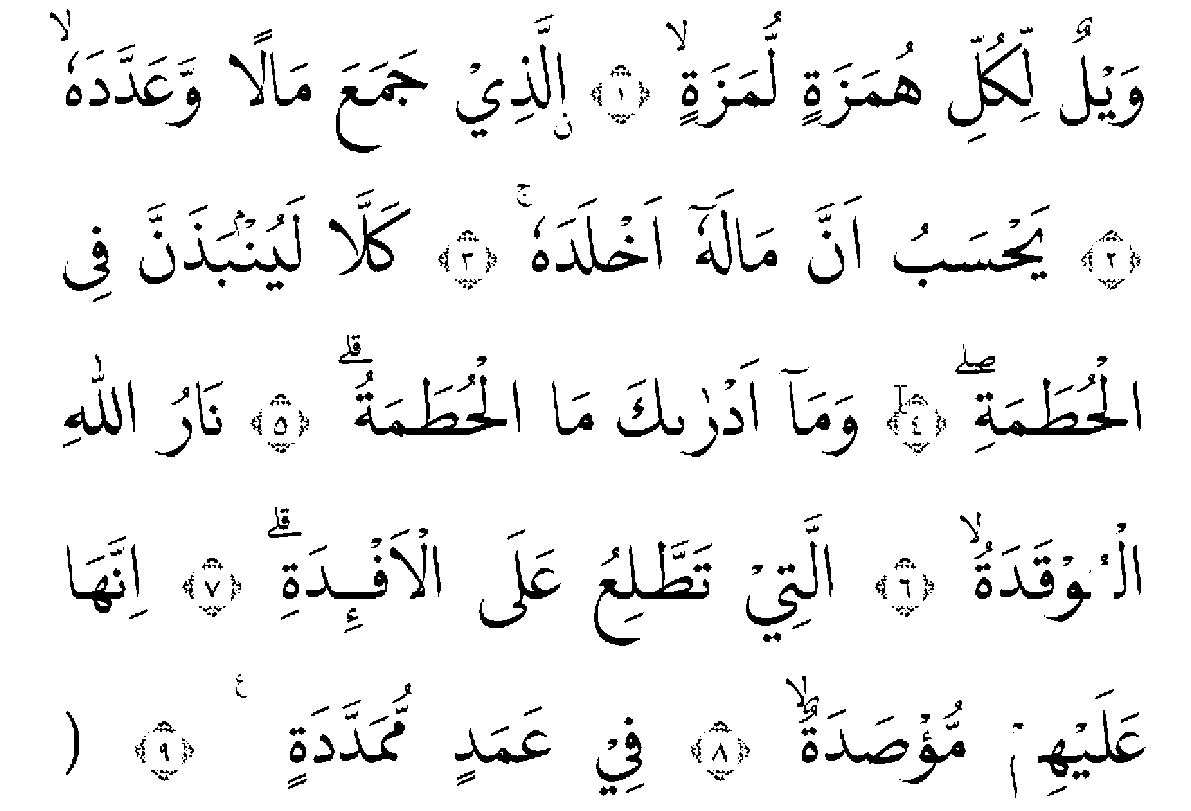 وَيْلٌ لِّكُلِّ هُمَزَةٍ لُّمَزَةٍۙ ١ ۨالَّذِيْ جَمَعَ مَالًا وَّعَدَّدَهٗۙ
٢ يَحْسَبُ اَنَّ مَالَهٗٓ اَخْلَدَهٗۚ ٣ كَلَّا لَيُنْۢبَذَنَّ فِى
الْحُطَمَةِۖ ٤ وَمَآ اَدْرٰىكَ مَا الْحُطَمَةُۗ ٥ نَارُ اللّٰهِ
الْمُوْقَدَةُۙ ٦ الَّتِيْ تَطَّلِعُ عَلَى الْاَفْـِٕدَةِۗ ٧ اِنَّهَا
عَلَيْهِمْ مُّؤْصَدَةٌۙ ٨ فِيْ عَمَدٍ مُّمَدَّدَةٍ ࣖ ٩ (